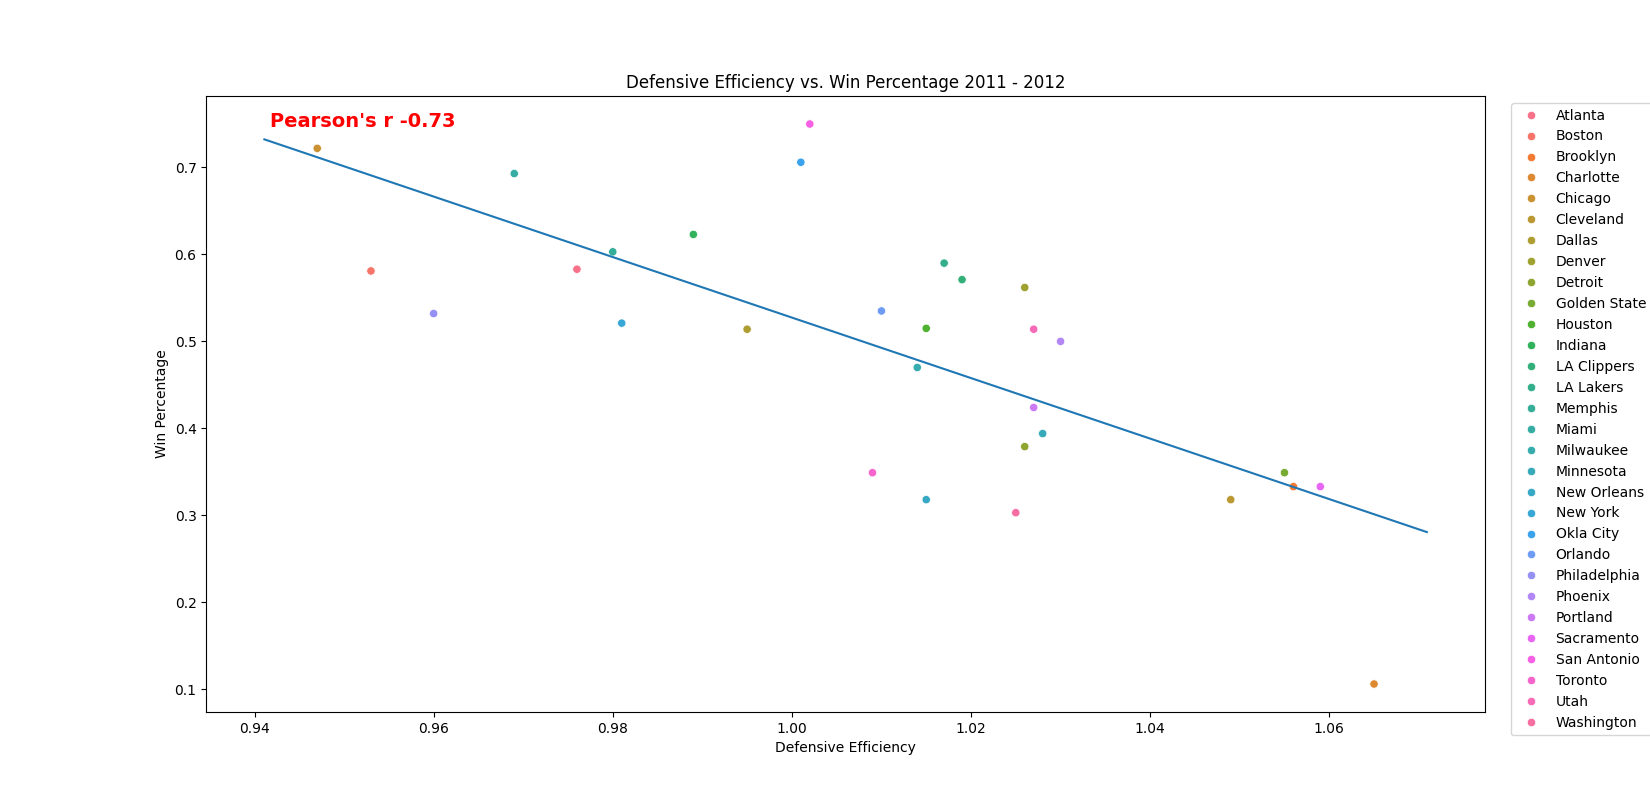 Defensive Efficiency vs. Win Percentage 2011 - 2012
Pearson's r -0.73
Win Percentage
0.7
0.6
0.5
0.4
0.3
0.2
0.1
0.94
0.96
0.98
1.00
1.02
1.04
1.06
Defensive Efficiency
Atlanta
Boston
Brooklyn
Charlotte
Chicago
Cleveland
Dallas
Denver
Detroit
Golden State
Houston
Indiana
LA Clippers
LA Lakers
Memphis
Miami
Milwaukee
Minnesota
New Orleans
New York
Okla City
Orlando
Philadelphia
Phoenix
Portland
Sacramento
San Antonio
Toronto
Utah
Washington